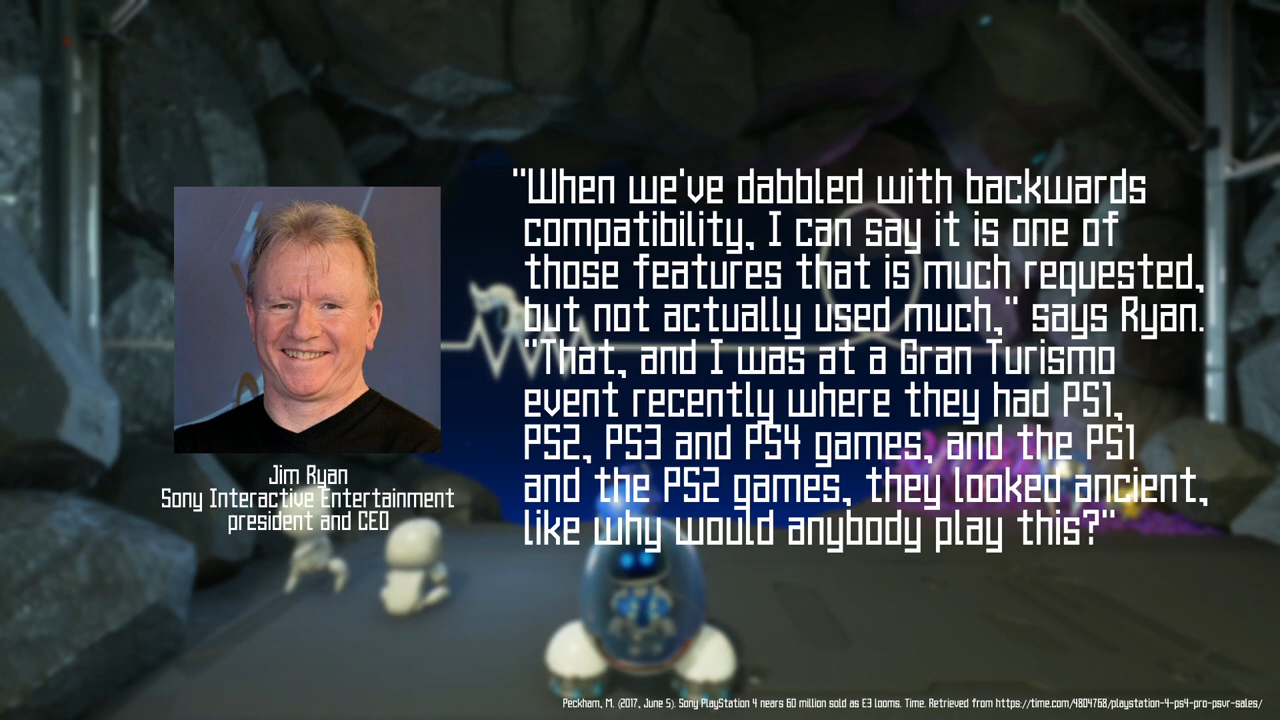 "When we've dabbled with backwards
compatibility, I can say it is one of
those features that is much requested,
but not actually used much," says Ryan.
"That, and I was at a Gran Turismo
event recently where they had PS1,
PS2, PS3 and PS4 games, and the PS1
and the PS2 games, they looked ancient,
like why would anybody play this?"
Jim Ryan
Sony Interactive Entertainment
president and CEO
Peckham, M. (2017, June 5). Sony PlayStation 4 nears 60 million sold as E3 looms. Time. Retrieved from https://time.com/4804768/playstation-4-ps4-pro-psvr-sales/